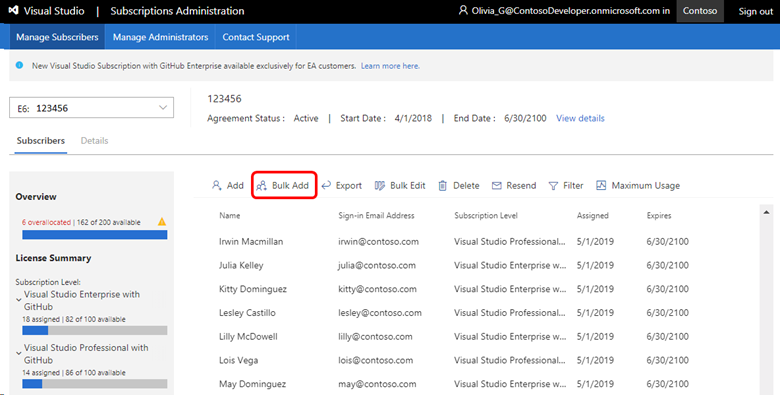 Visual Studio | Subscriptions Administration Olivia_G@ContosoDeveloper.onmicrosoft.com in Contoso Sign out
Manage Subscribers Manage Administrators Contact Support
New Visual Studio Subscription with GitHub Enterprise available exclusively for EA customers. Learn more here.
E6: 123456
123456
Agreement Status : Active | Start Date : 4/1/2018 | End Date : 6/30/2100 View details
Subscribers Details
Add Bulk Add Export Bulk Edit Delete Resend Filter Maximum Usage
Overview
6 overallocated | 162 of 200 available
License Summary
Subscription Level:
Visual Studio Enterprise with
GitHub
18 assigned | 82 of 100 available
Visual Studio Professional with
GitHub
14 assigned | 86 of 100 available
Name Sign-in Email Address Subscription Level Assigned Expires
Irwin Macmillan irwin@contoso.com Visual Studio Professional... 5/1/2019 6/30/2100
Julia Kelley julia@contoso.com Visual Studio Enterprise w... 5/1/2019 6/30/2100
Kitty Dominguez kitty@contoso.com Visual Studio Enterprise w... 5/1/2019 6/30/2100
Lesley Castillo lesley@contoso.com Visual Studio Professional... 5/1/2019 6/30/2100
Lilly McDowell lilly@contoso.com Visual Studio Enterprise w... 5/1/2019 6/30/2100
Lois Vega lois@contoso.com Visual Studio Professional... 5/1/2019 6/30/2100
May Dominguez may@contoso.com Visual Studio Enterprise w... 5/1/2019 6/30/2100